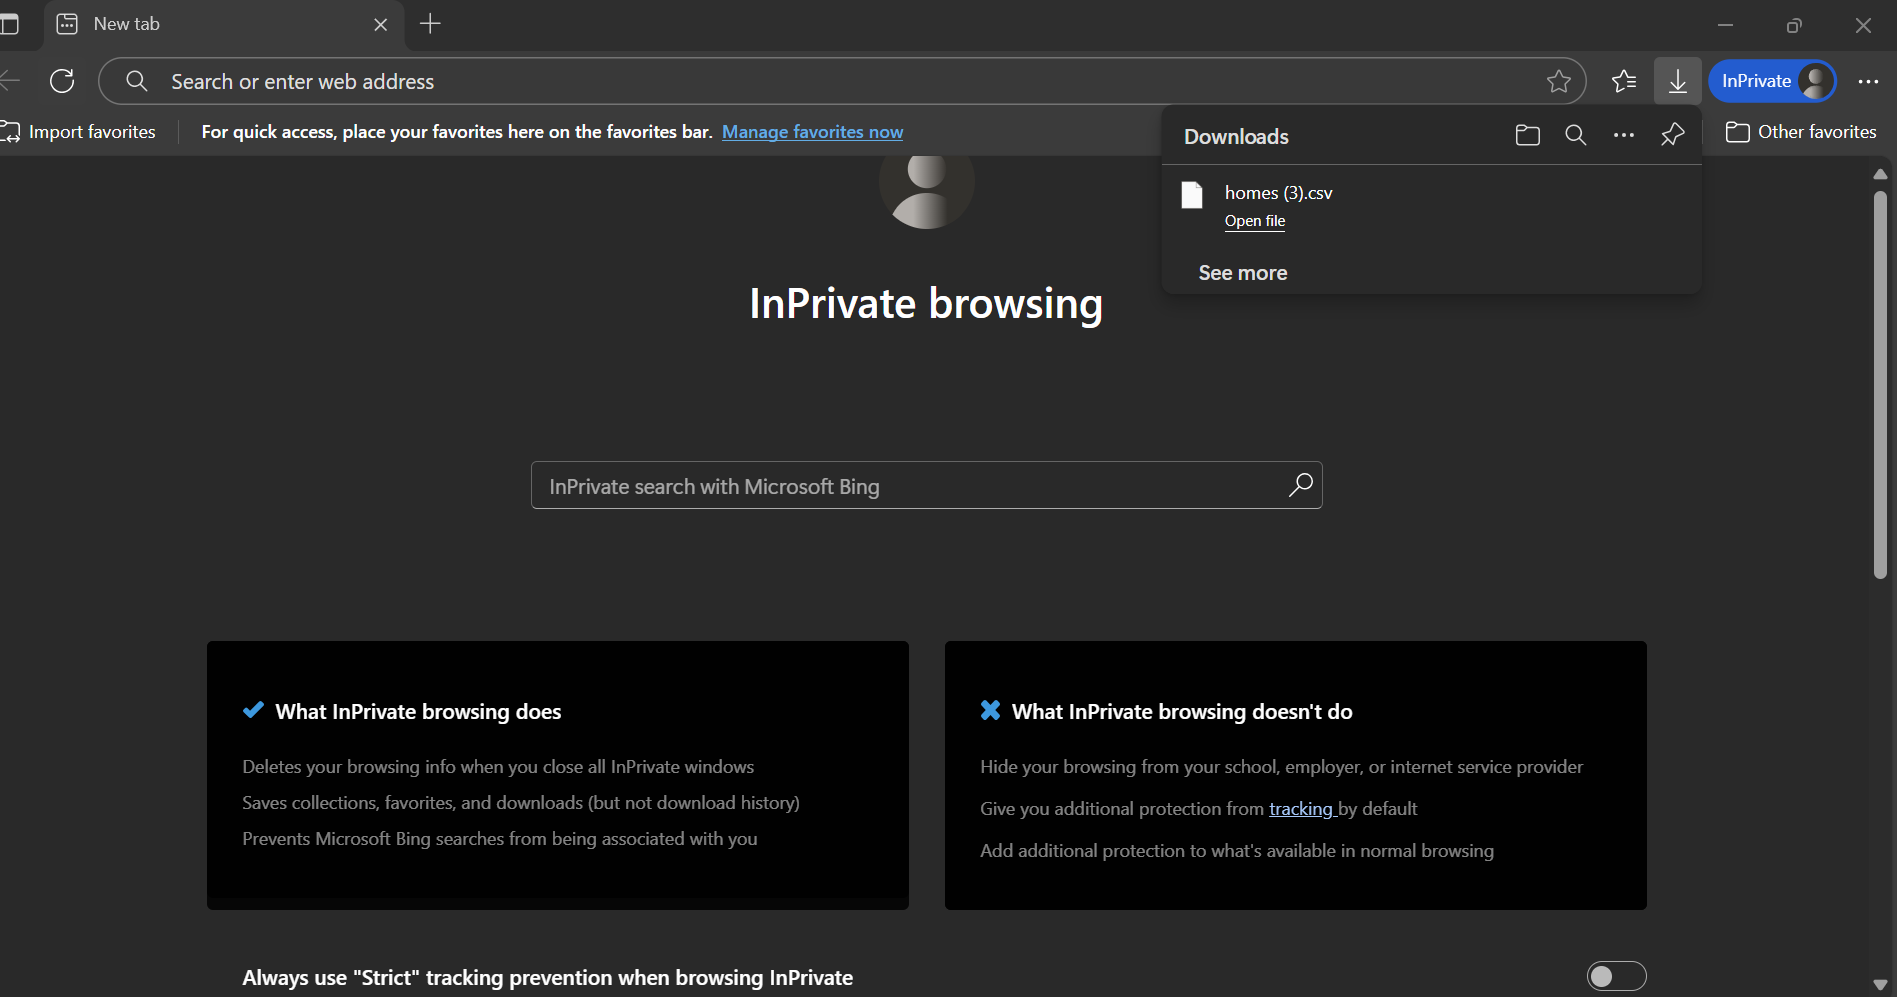 New tab
Search or enter web address
InPrivate
Import favorites
For quick access, place your favorites here on the favorites bar. Manage favorites now
Other favorites
Downloads
homes (3).csv
Open file
See more
InPrivate browsing
InPrivate search with Microsoft Bing
What InPrivate browsing does
Deletes your browsing info when you close all InPrivate windows
Saves collections, favorites, and downloads (but not download history)
Prevents Microsoft Bing searches from being associated with you
What InPrivate browsing doesn't do
Hide your browsing from your school, employer, or internet service provider
Give you additional protection from tracking by default
Add additional protection to what's available in normal browsing
Always use "Strict" tracking prevention when browsing InPrivate